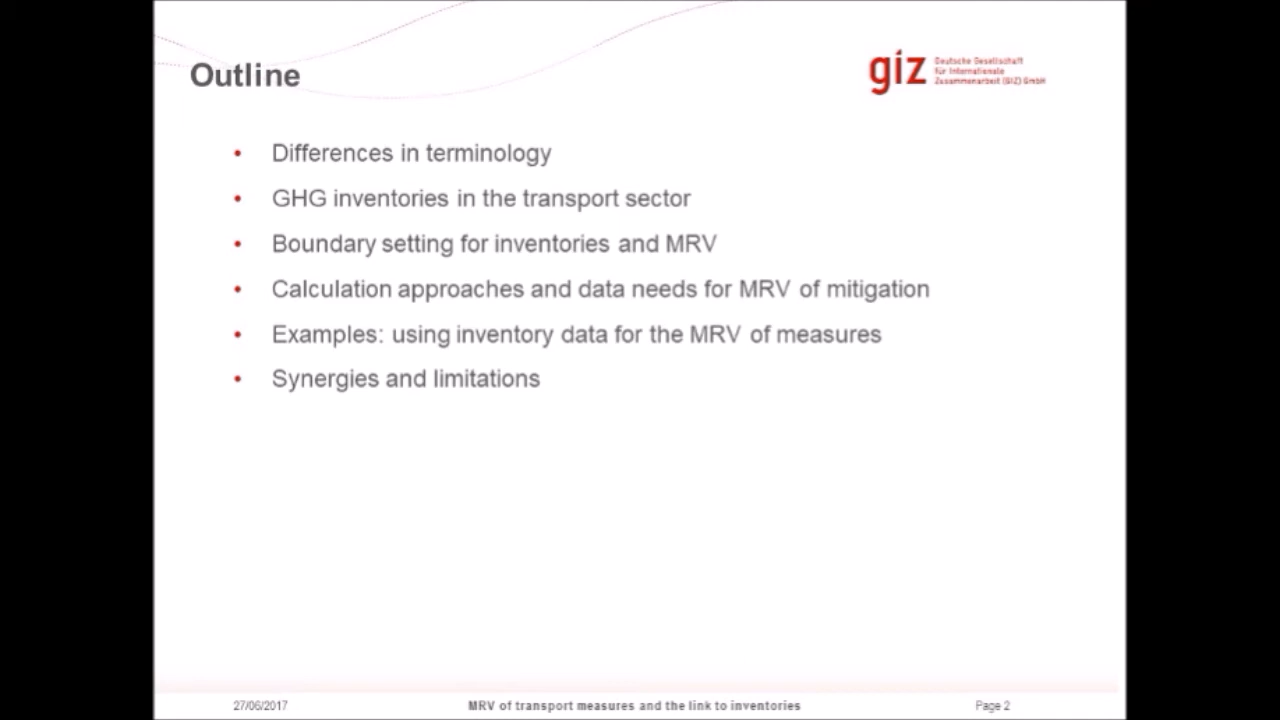 Outline
giz
Deutsche Gesellschaft
für Internationale
Zusammenarbeit (GIZ) GmbH
• Differences in terminology
• GHG inventories in the transport sector
• Boundary setting for inventories and MRV
• Calculation approaches and data needs for MRV of mitigation
• Examples: using inventory data for the MRV of measures
• Synergies and limitations
27/06/2017
MRV of transport measures and the link to inventories
Page 2